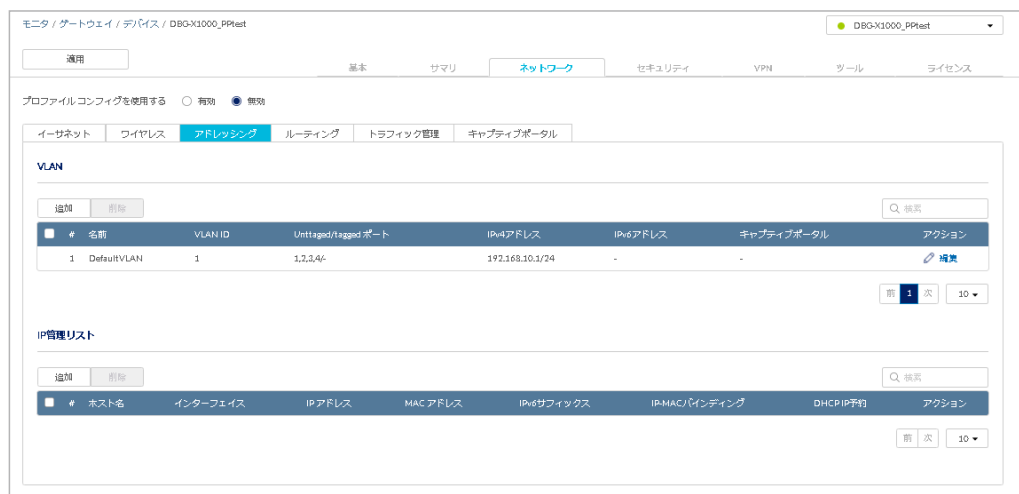 モニタ / ゲートウェイ / デバイス / DBG-X1000_PPtest
DBG-X1000_PPtest
適用
基本 サマリ ネットワーク セキュリティ VPN ツール ライセンス
プロファイル コンフィグを使用する 有効 無効
イーサネット ワイヤレス アドレッシング ルーティング トラフィック管理 キャプティブポータル
VLAN
追加 削除 検索
# 名前 VLAN ID Unttaged/tagged ポート IPv4アドレス IPv6アドレス キャプティブポータル アクション
1 DefaultVLAN 1 1,2,3,4/- 192.168.10.1/24 - - 編集
前 1 次 10
IP管理リスト
追加 削除 検索
# ホスト名 インターフェイス IP アドレス MAC アドレス IPv6サフィックス IP-MACバインディング DHCP IP予約 アクション
前 次 10